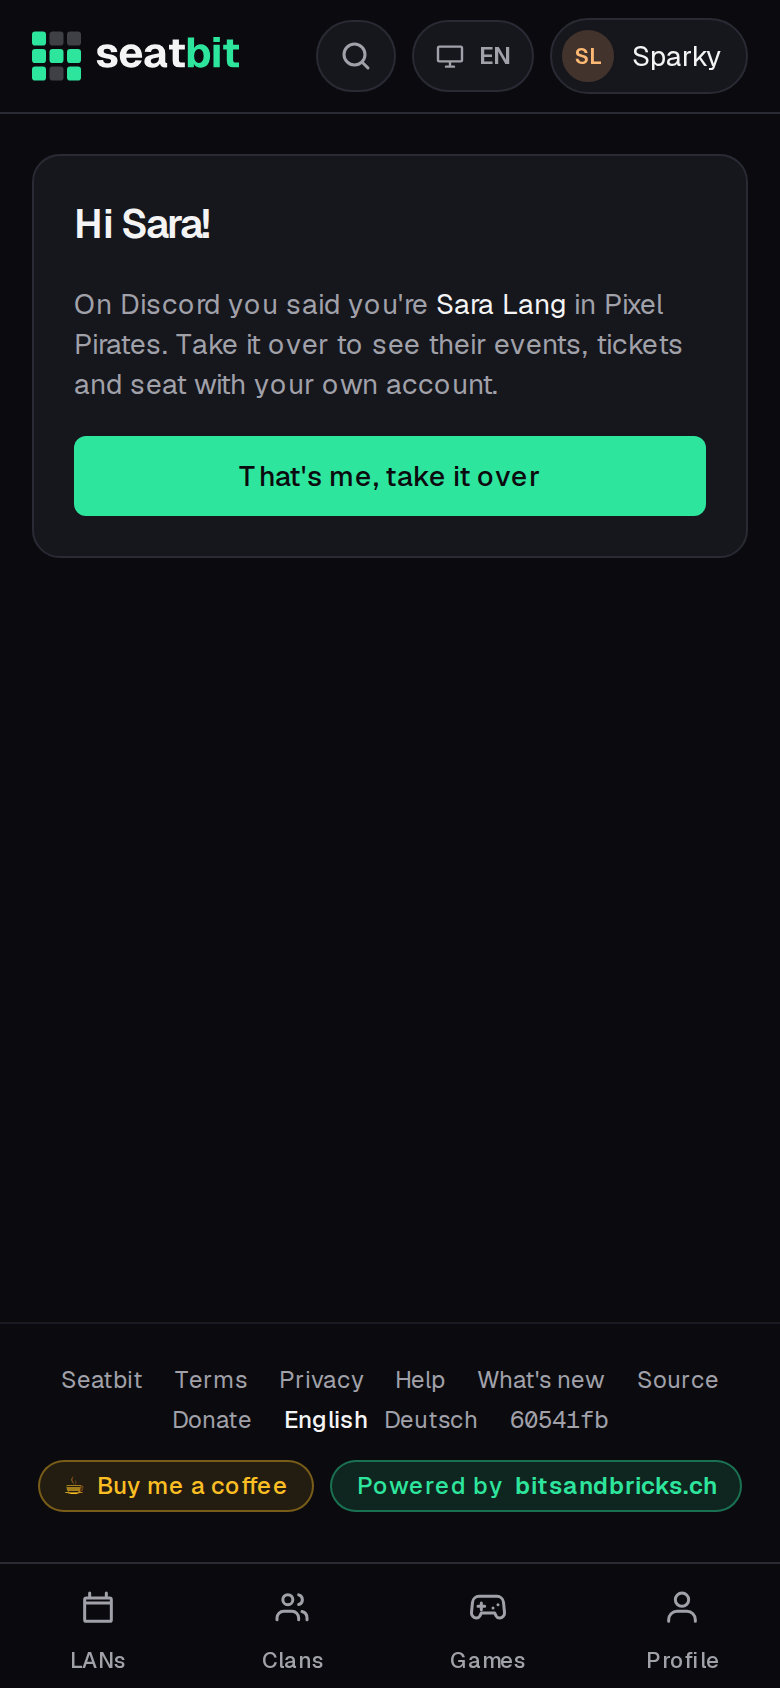 seatbit
EN
SL
Sparky
Hi Sara!
On Discord you said you're Sara Lang in Pixel
Pirates. Take it over to see their events, tickets
and seat with your own account.
That's me, take it over
Seatbit Terms Privacy Help What's new Source
Donate English Deutsch 60541fb
Buy me a coffee
Powered by bitsandbricks.ch
LANs
Clans
Games
Profile